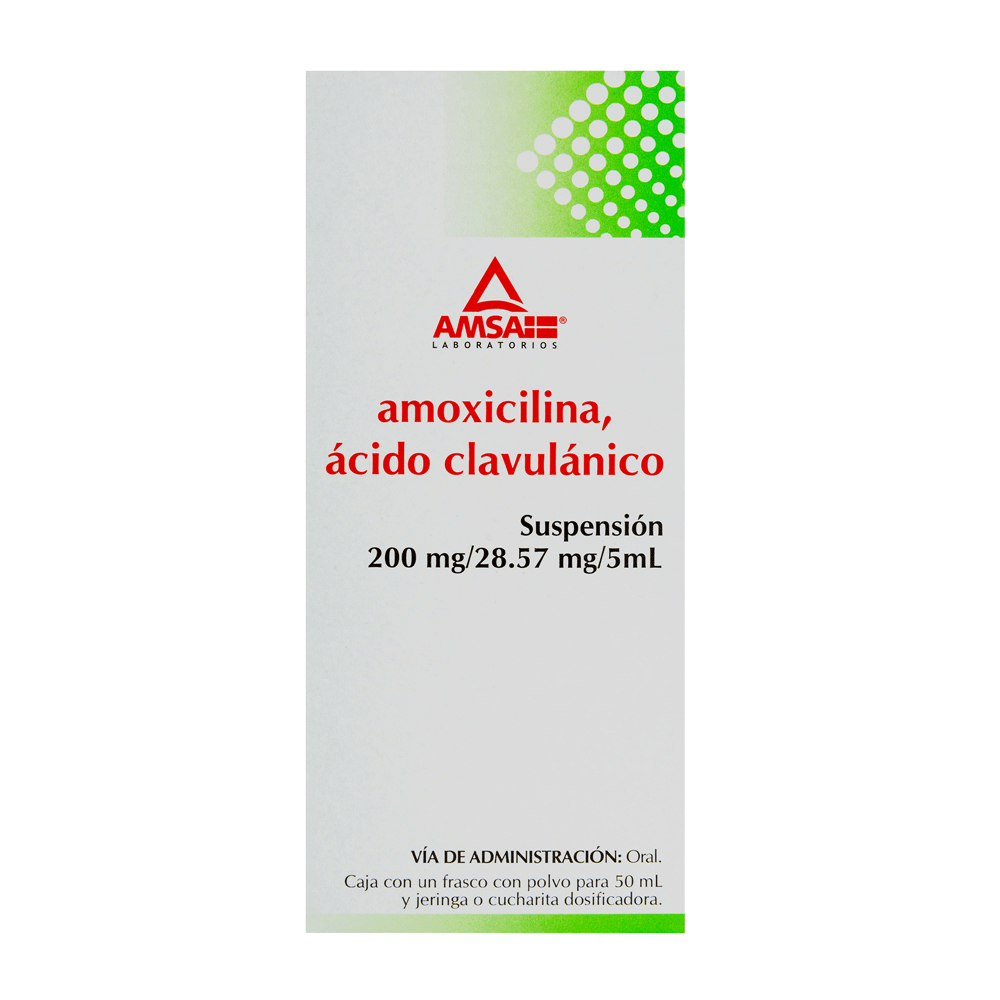 AMSA®
LABORATORIOS
amoxicilina,
ácido clavulánico
Suspensión
200 mg/28.57 mg/5mL
VÍA DE ADMINISTRACIÓN: Oral.
Caja con un frasco con polvo para 50 mL
y jeringa o cucharita dosificadora.